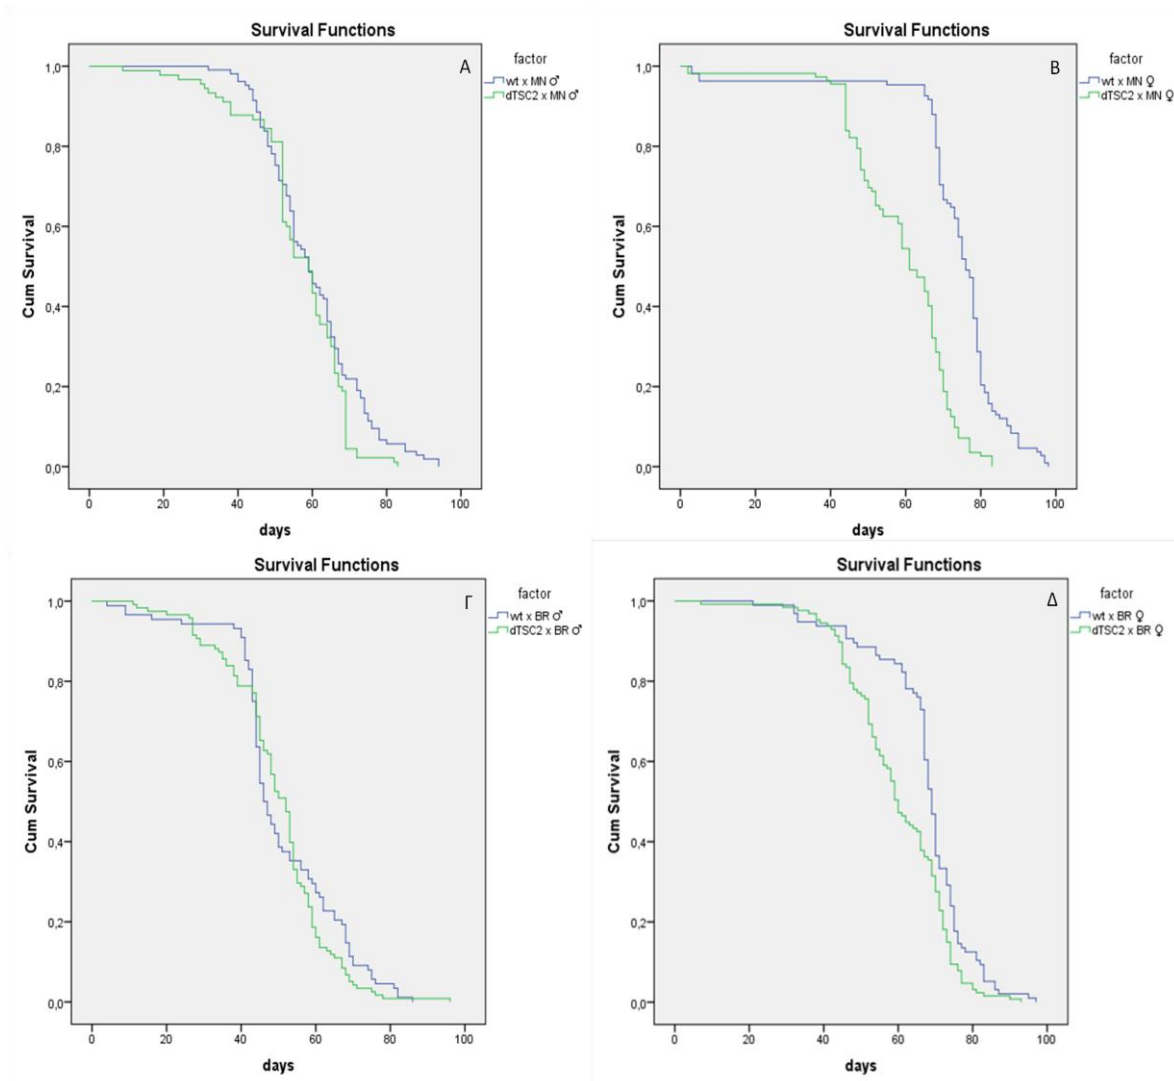 Survival Functions
A
factor
wt x MN ♂
dTSC2 x MN ♂
Cum Survival
1,0
0,8
0,6
0,4
0,2
0,0
0 20 40 60 80 100
days
Survival Functions
B
factor
wt x MN ♀
dTSC2 x MN ♀
Cum Survival
1,0
0,8
0,6
0,4
0,2
0,0
0 20 40 60 80 100
days
Survival Functions
Γ
factor
wt x BR ♂
dTSC2 x BR ♂
Cum Survival
1,0
0,8
0,6
0,4
0,2
0,0
0 20 40 60 80 100
days
Survival Functions
Δ
factor
wt x BR ♀
dTSC2 x BR ♀
Cum Survival
1,0
0,8
0,6
0,4
0,2
0,0
0 20 40 60 80 100
days